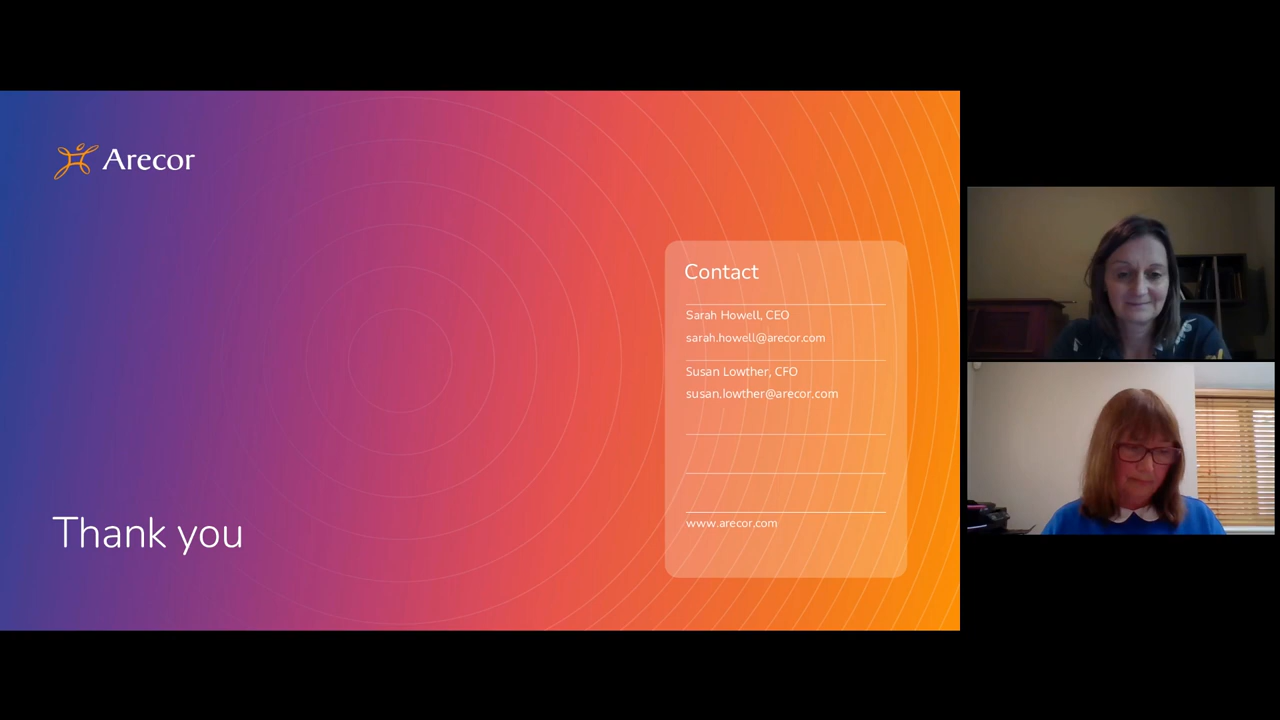 Arecor
Contact
Sarah Howell, CEO
sarah.howell@arecor.com
Susan Lowther, CFO
susan.lowther@arecor.com
www.arecor.com
Thank you